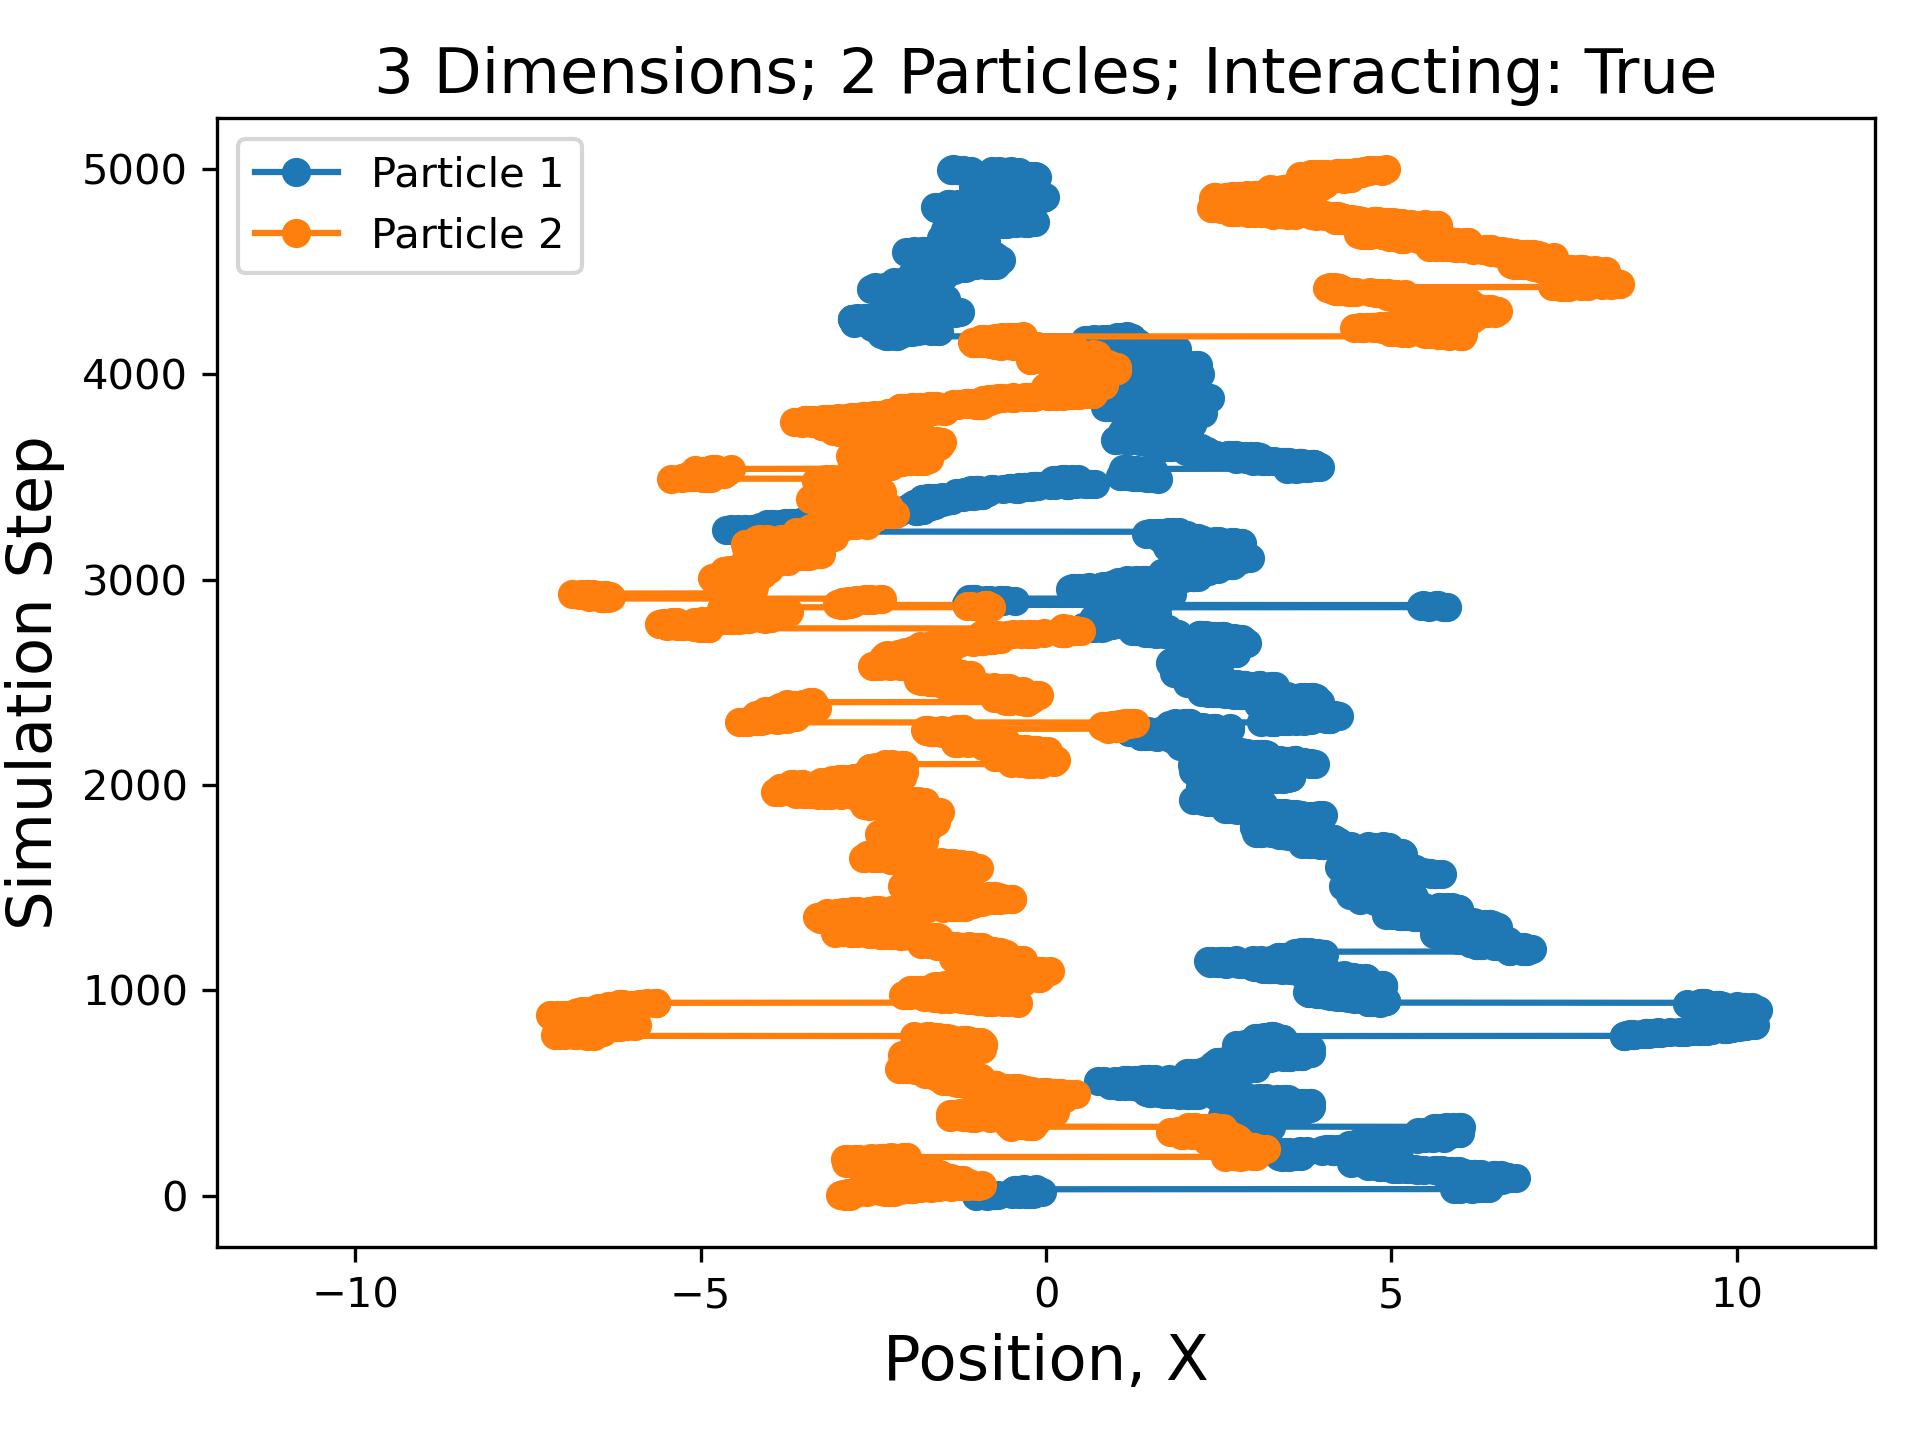 3 Dimensions; 2 Particles; Interacting: True
Particle 1
Particle 2
5000
4000
3000
2000
1000
0
Simulation Step
−10
−5
0
5
10
Position, X